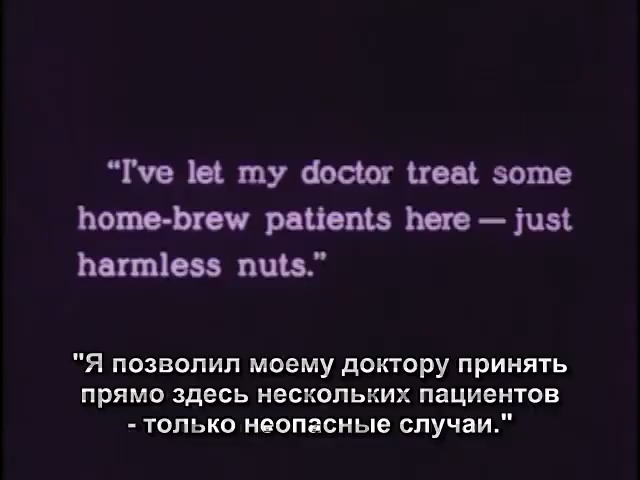 “I've let my doctor treat some
home-brew patients here — just
harmless nuts.”
"Я позволил моему доктору принять
прямо здесь нескольких пациентов
- только неопасные случаи."